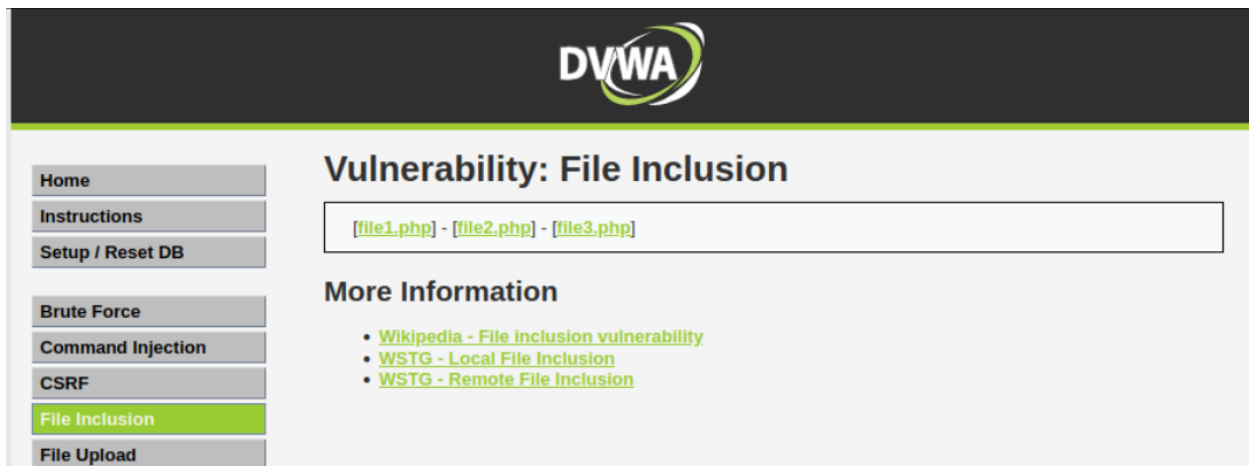 DVWA
Vulnerability: File Inclusion
[file1.php] - [file2.php] - [file3.php]
More Information
• Wikipedia - File inclusion vulnerability
• WSTG - Local File Inclusion
• WSTG - Remote File Inclusion
Home
Instructions
Setup / Reset DB
Brute Force
Command Injection
CSRF
File Inclusion
File Upload